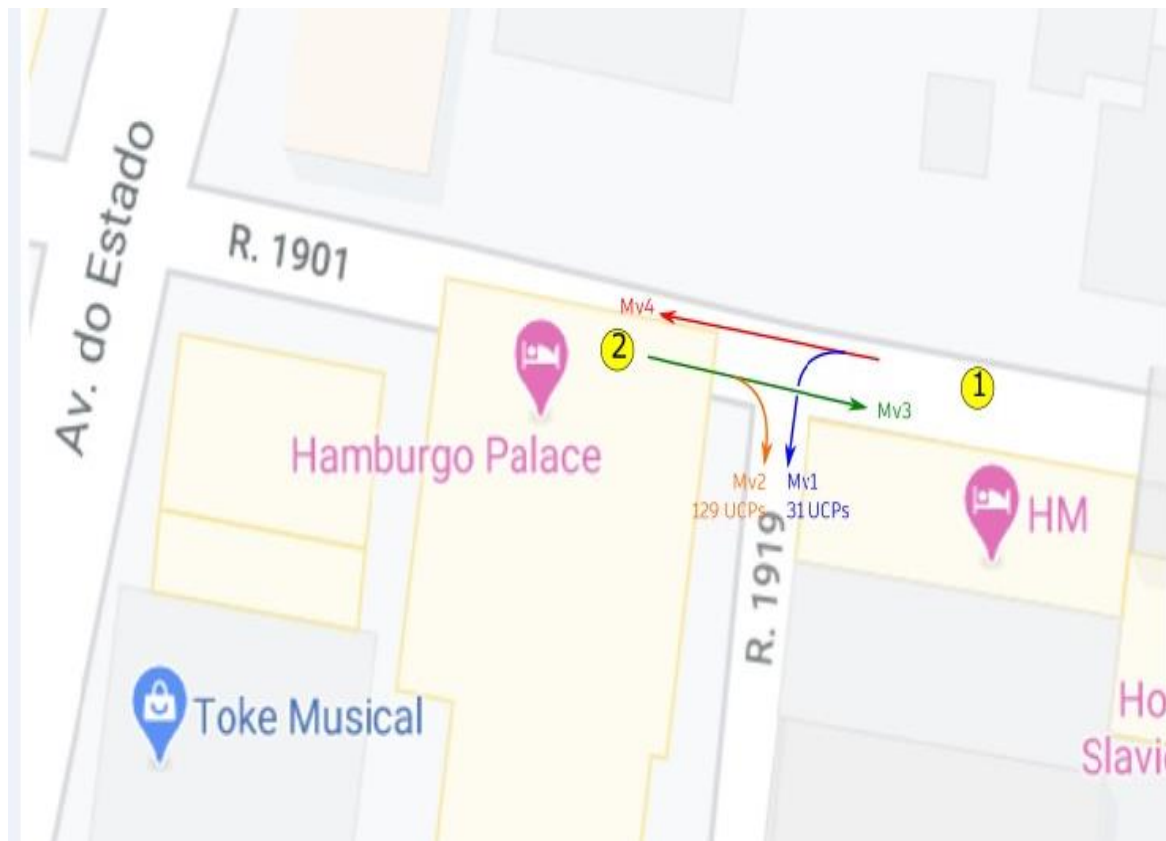 Av. do Estado
R. 1901
Mv4
2
1
Mv3
Hamburgo Palace
Mv2
129 UCPs
Mv1
31 UCPs
HM
R. 1919
Toke Musical
Ho
Slavi